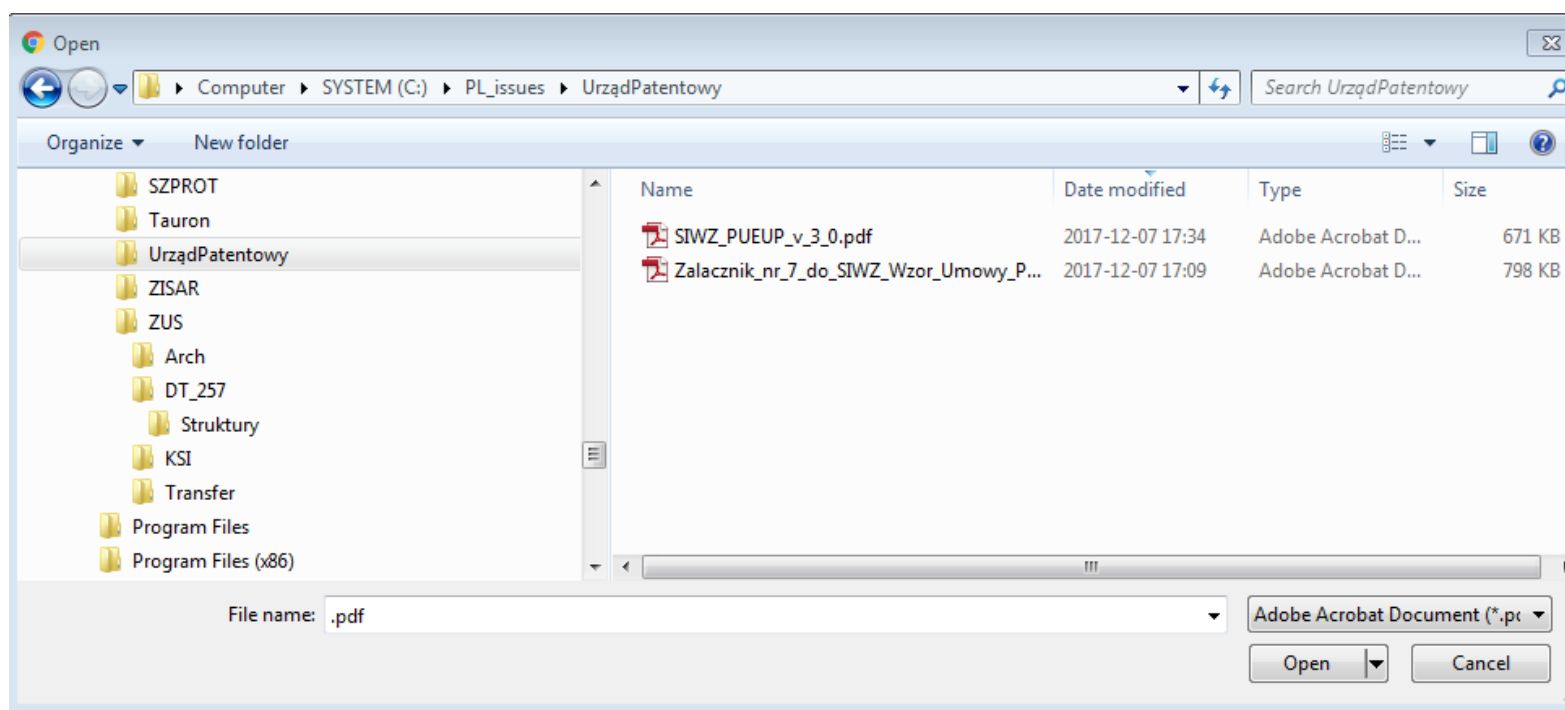 Open
Computer SYSTEM (C:) PL_issues UrządPatentowy Search UrządPatentowy
Organize New folder
SZPROT
Tauron
UrządPatentowy
ZISAR
ZUS
Arch
DT_257
Struktury
KSI
Transfer
Program Files
Program Files (x86)
Name Date modified Type Size
SIWZ_PUEUP_v_3_0.pdf 2017-12-07 17:34 Adobe Acrobat D... 671 KB
Zalacznik_nr_7_do_SIWZ_Wzor_Umowy_P... 2017-12-07 17:09 Adobe Acrobat D... 798 KB
File name: .pdf Adobe Acrobat Document (*.pc
Open Cancel